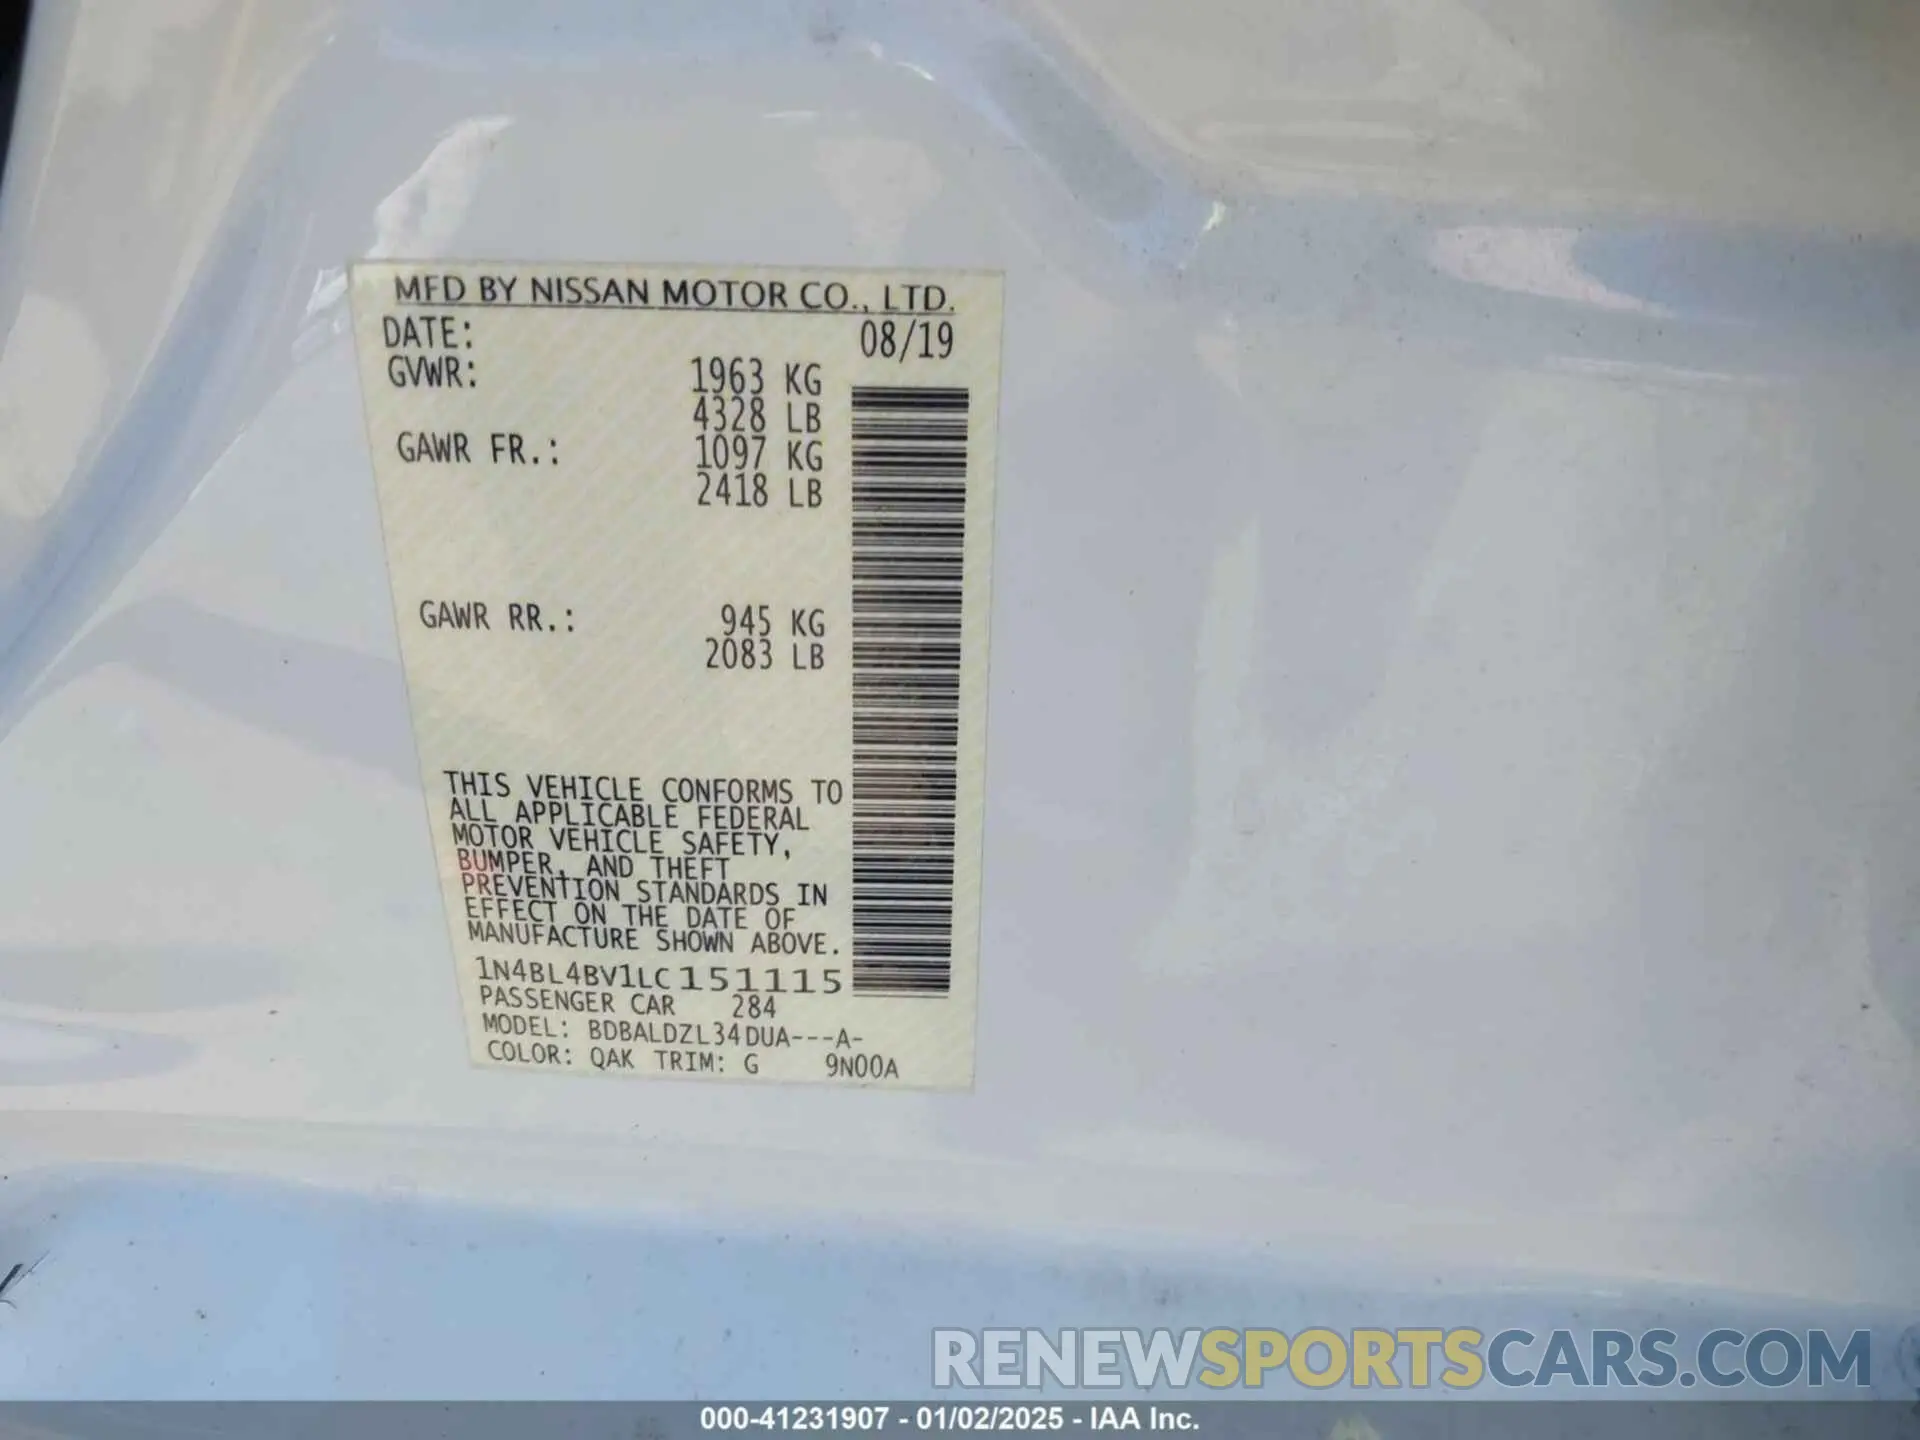 MFD BY NISSAN MOTOR CO., LTD.
DATE: 08/19
GVWR: 1963 KG
4328 LB
GAWR FR.: 1097 KG
2418 LB
GAWR RR.: 945 KG
2083 LB
THIS VEHICLE CONFORMS TO
ALL APPLICABLE FEDERAL
MOTOR VEHICLE SAFETY,
BUMPER, AND THEFT
PREVENTION STANDARDS IN
EFFECT ON THE DATE OF
MANUFACTURE SHOWN ABOVE.
1N4BL4BV1LC151115
PASSENGER CAR 284
MODEL: BDBALDZL34DUA---A-
COLOR: QAK TRIM: G 9N00A
RENEWSPORTSCARS.COM
000-41231907 - 01/02/2025 - IAA Inc.